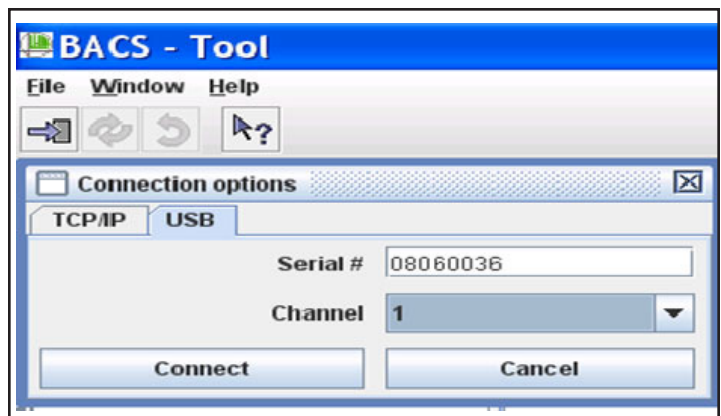 BACS - Tool
File Window Help
?
Connection options
TCP/IP USB
Serial # 08060036
Channel 1
Connect Cancel